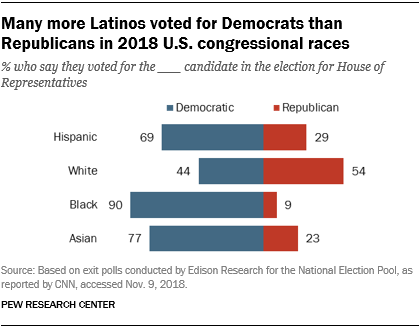 Many more Latinos voted for Democrats than
Republicans in 2018 U.S. congressional races
% who say they voted for the ___ candidate in the election for House of
Representatives
Democratic Republican
Hispanic 69 29
White 44 54
Black 90 9
Asian 77 23
Source: Based on exit polls conducted by Edison Research for the National Election Pool, as
reported by CNN, accessed Nov. 9, 2018.
PEW RESEARCH CENTER